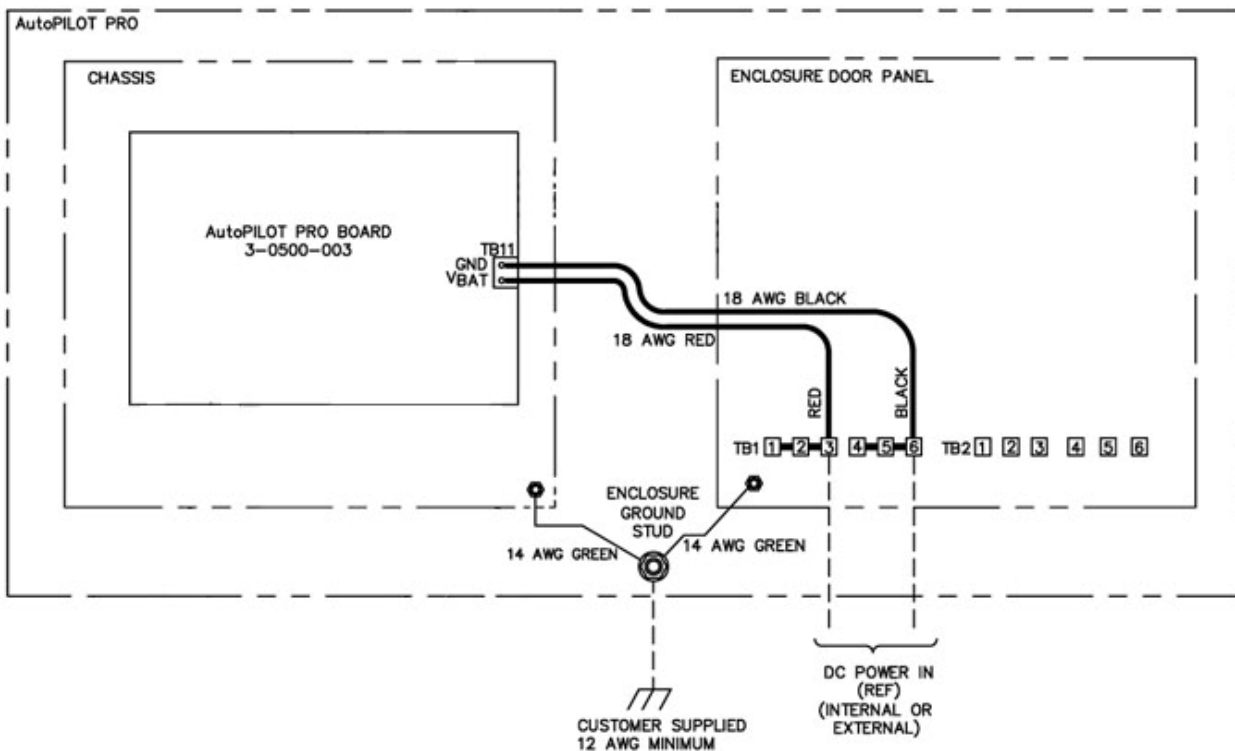 AutoPILOT PRO
CHASSIS
ENCLOSURE DOOR PANEL
AutoPILOT PRO BOARD
3-0500-003
TB11
GND
VBAT
18 AWG BLACK
18 AWG RED
RED
BLACK
TB1 1 2 3 4 5 6
TB2 1 2 3 4 5 6
ENCLOSURE
GROUND
STUD
14 AWG GREEN
14 AWG GREEN
DC POWER IN
(REF)
(INTERNAL OR
EXTERNAL)
CUSTOMER SUPPLIED
12 AWG MINIMUM